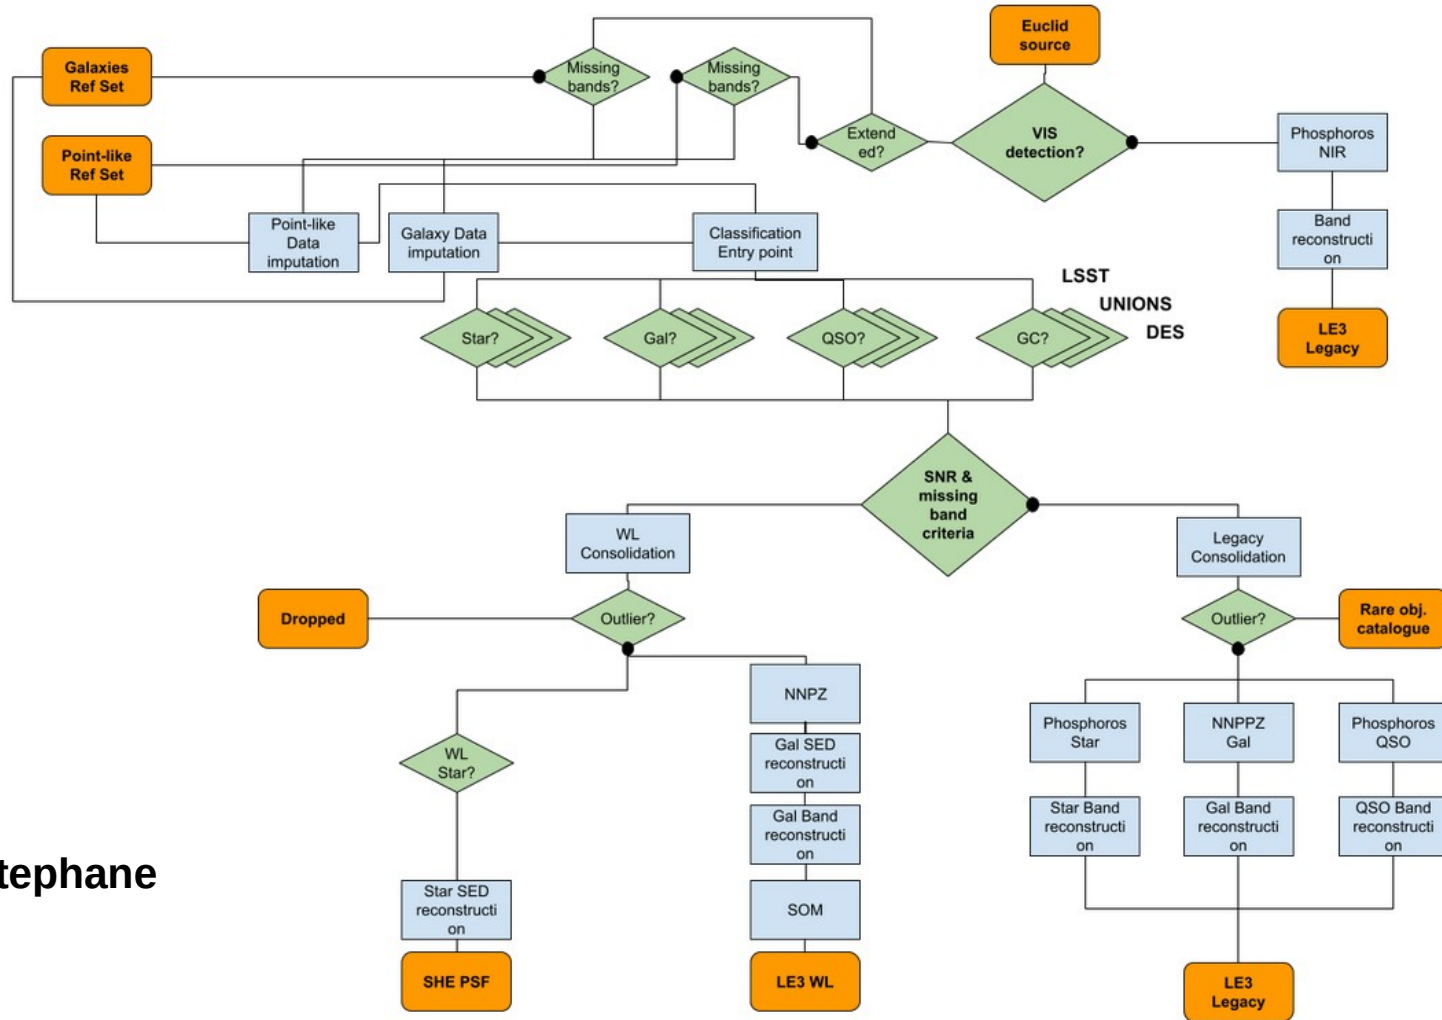 Euclid
source
Galaxies
Ref Set
Missing
bands?
Missing
bands?
Extend
ed?
VIS
detection?
Phosphoros
NIR
Point-like
Ref Set
Point-like
Data
imputation
Galaxy Data
imputation
Classification
Entry point
Band
reconstructi
on
LSST
UNIONS
DES
Star?
Gal?
QSO?
GC?
LE3
Legacy
SNR &
missing
band
criteria
WL
Consolidation
Legacy
Consolidation
Dropped
Outlier?
Outlier?
Rare obj.
catalogue
NNPZ
Phosphoros
Star
NNPPZ
Gal
Phosphoros
QSO
WL
Star?
Gal SED
reconstructi
on
Gal Band
reconstructi
on
Star Band
reconstructi
on
Gal Band
reconstructi
on
QSO Band
reconstructi
on
tephane
Star SED
reconstructi
on
SOM
SHE PSF
LE3 WL
LE3
Legacy